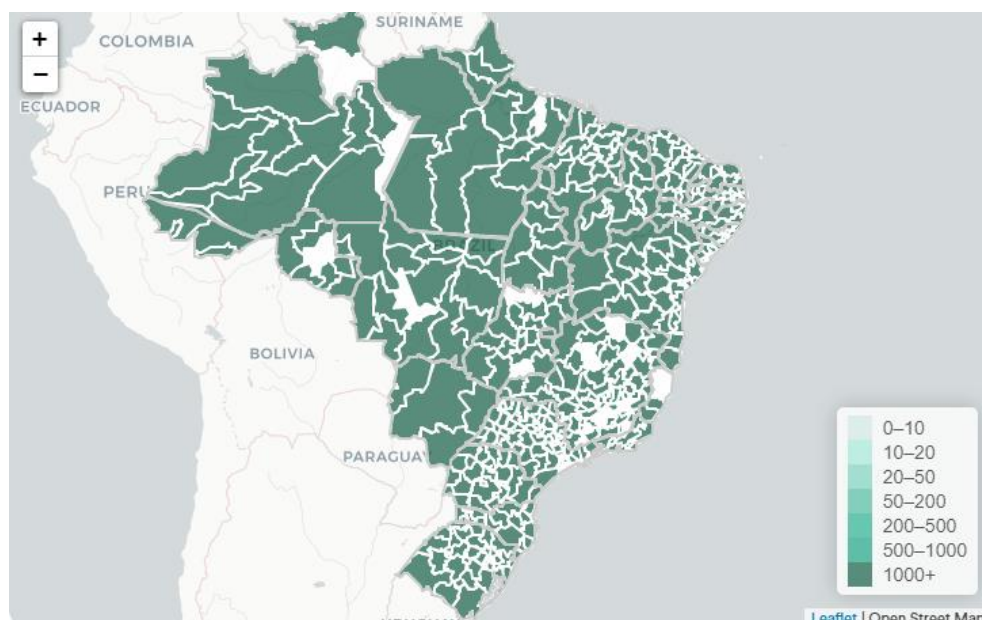 +
−
COLOMBIA
SURINAME
ECUADOR
PERU
BRAZIL
BOLIVIA
PARAGUAY
0–10
10–20
20–50
50–200
200–500
500–1000
1000+
Leaflet | Open Street Map